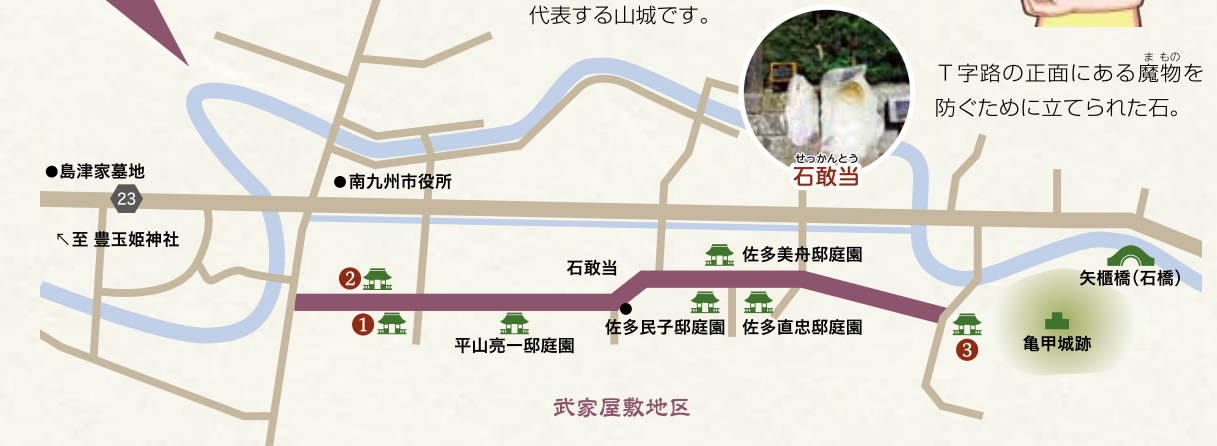 代表する山城です。
T字路の正面にある魔物を
まもの
防ぐために立てられた石。
せっかんとう
石敢当
●島津家墓地
23
●南九州市役所
↖至 豊玉姫神社
石敢当
佐多美舟邸庭園
矢櫃橋(石橋)
2
1
佐多民子邸庭園
佐多直忠邸庭園
平山亮一邸庭園
3
亀甲城跡
武家屋敷地区